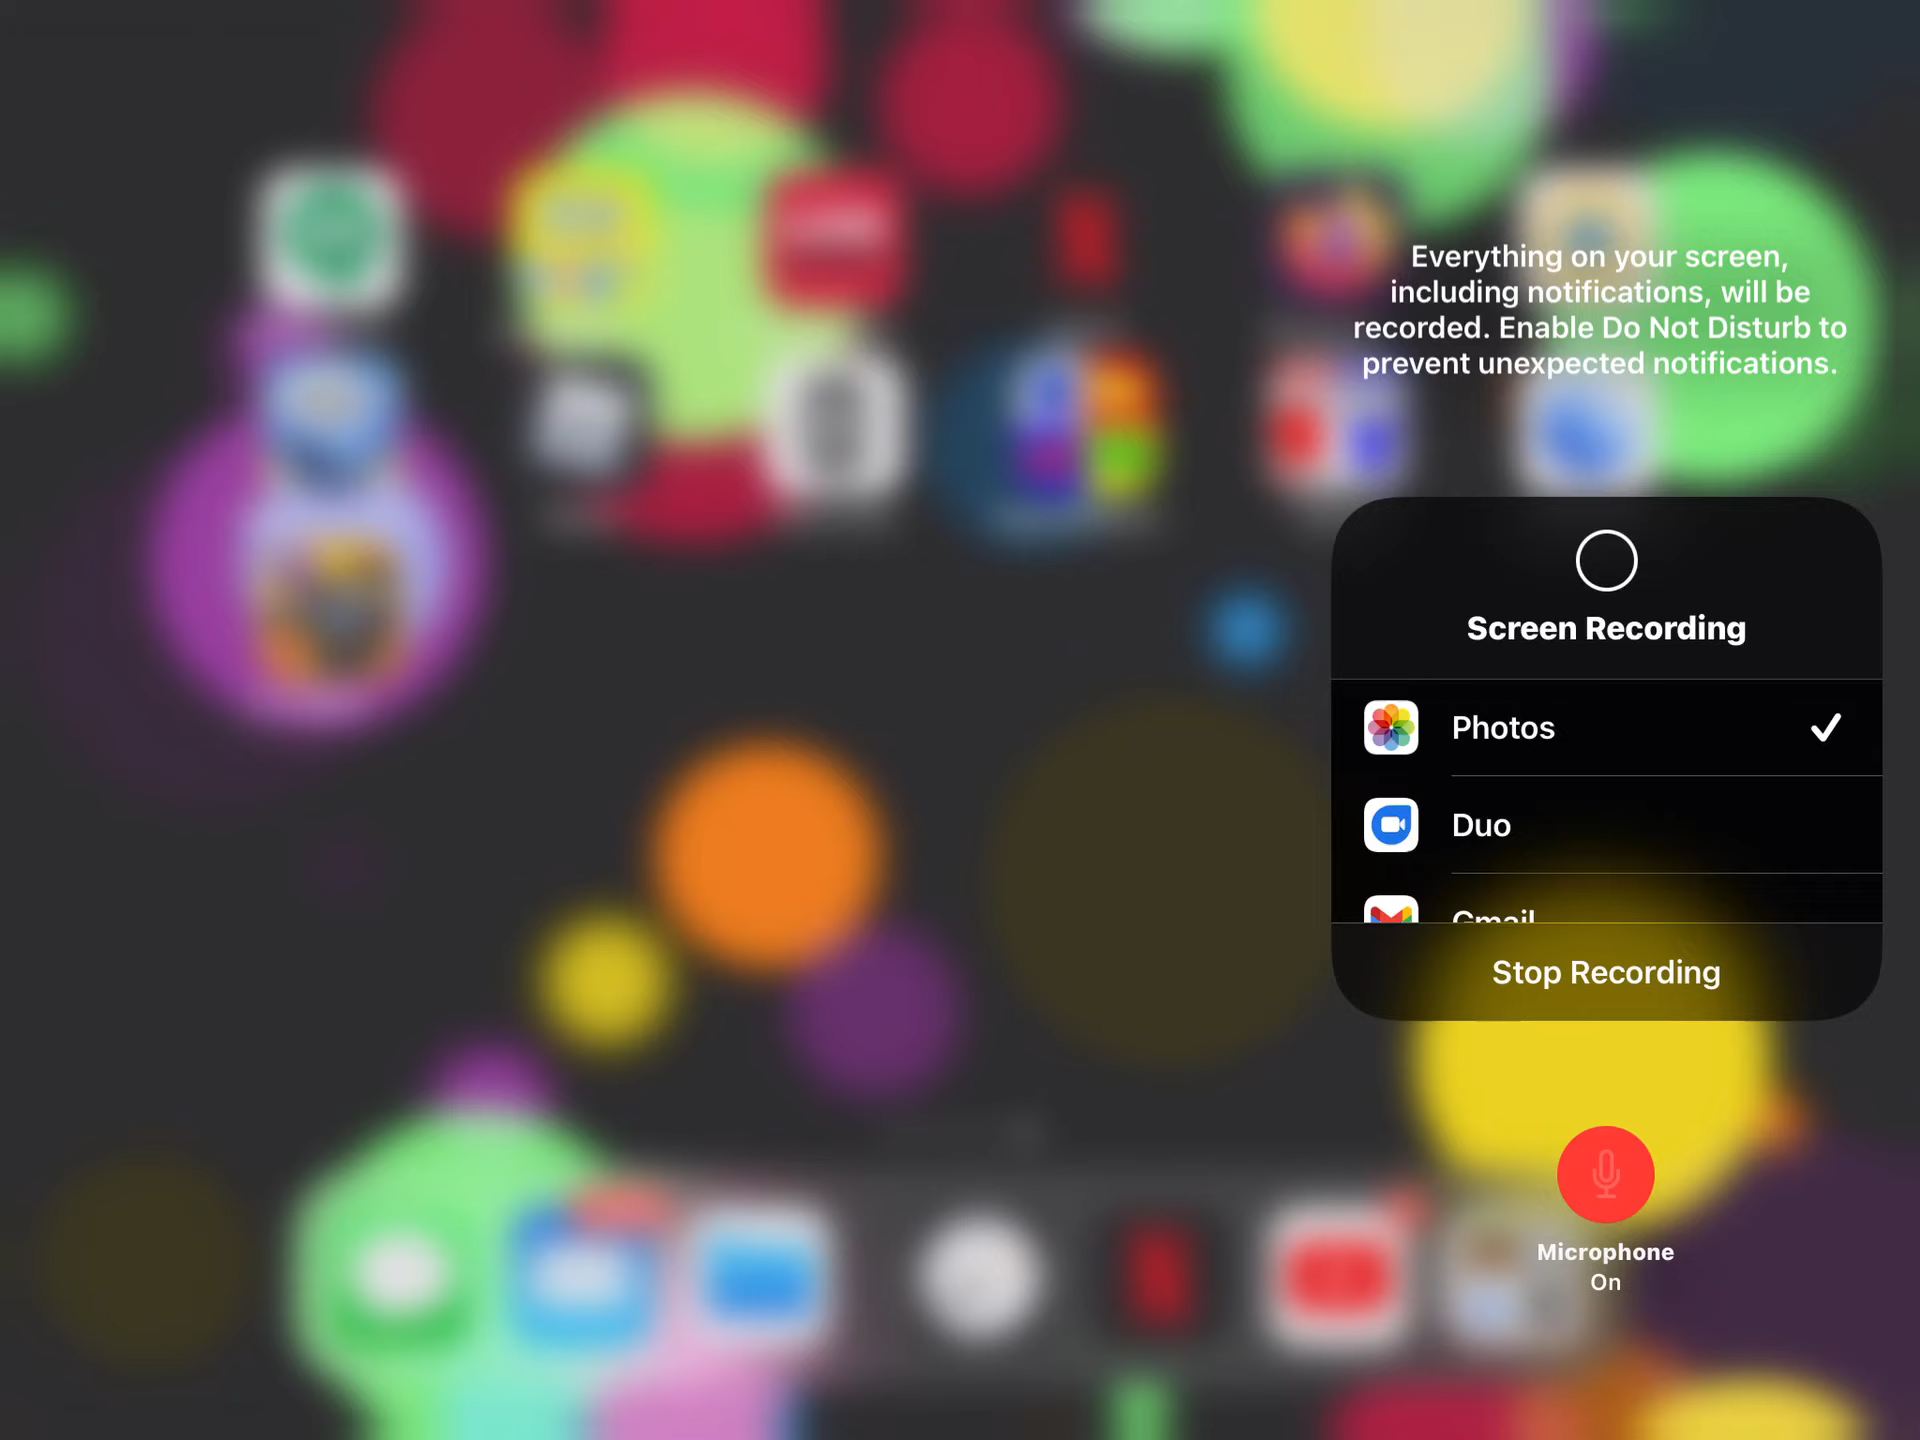 Everything on your screen,
including notifications, will be
recorded. Enable Do Not Disturb to
prevent unexpected notifications.
Screen Recording
Photos
Duo
Gmail
Stop Recording
Microphone
On